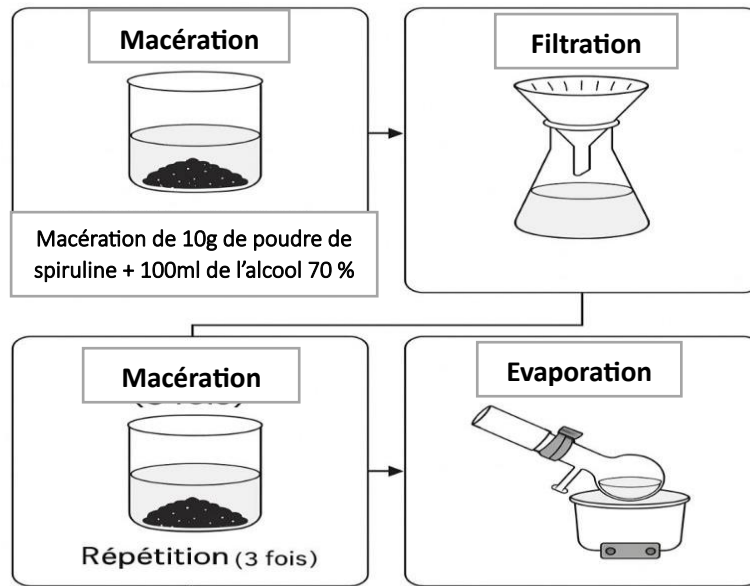 Macération
Filtration
Macération de 10g de poudre de
spiruline + 100ml de l’alcool 70 %
Macération
Evaporation
Répétition (3 fois)